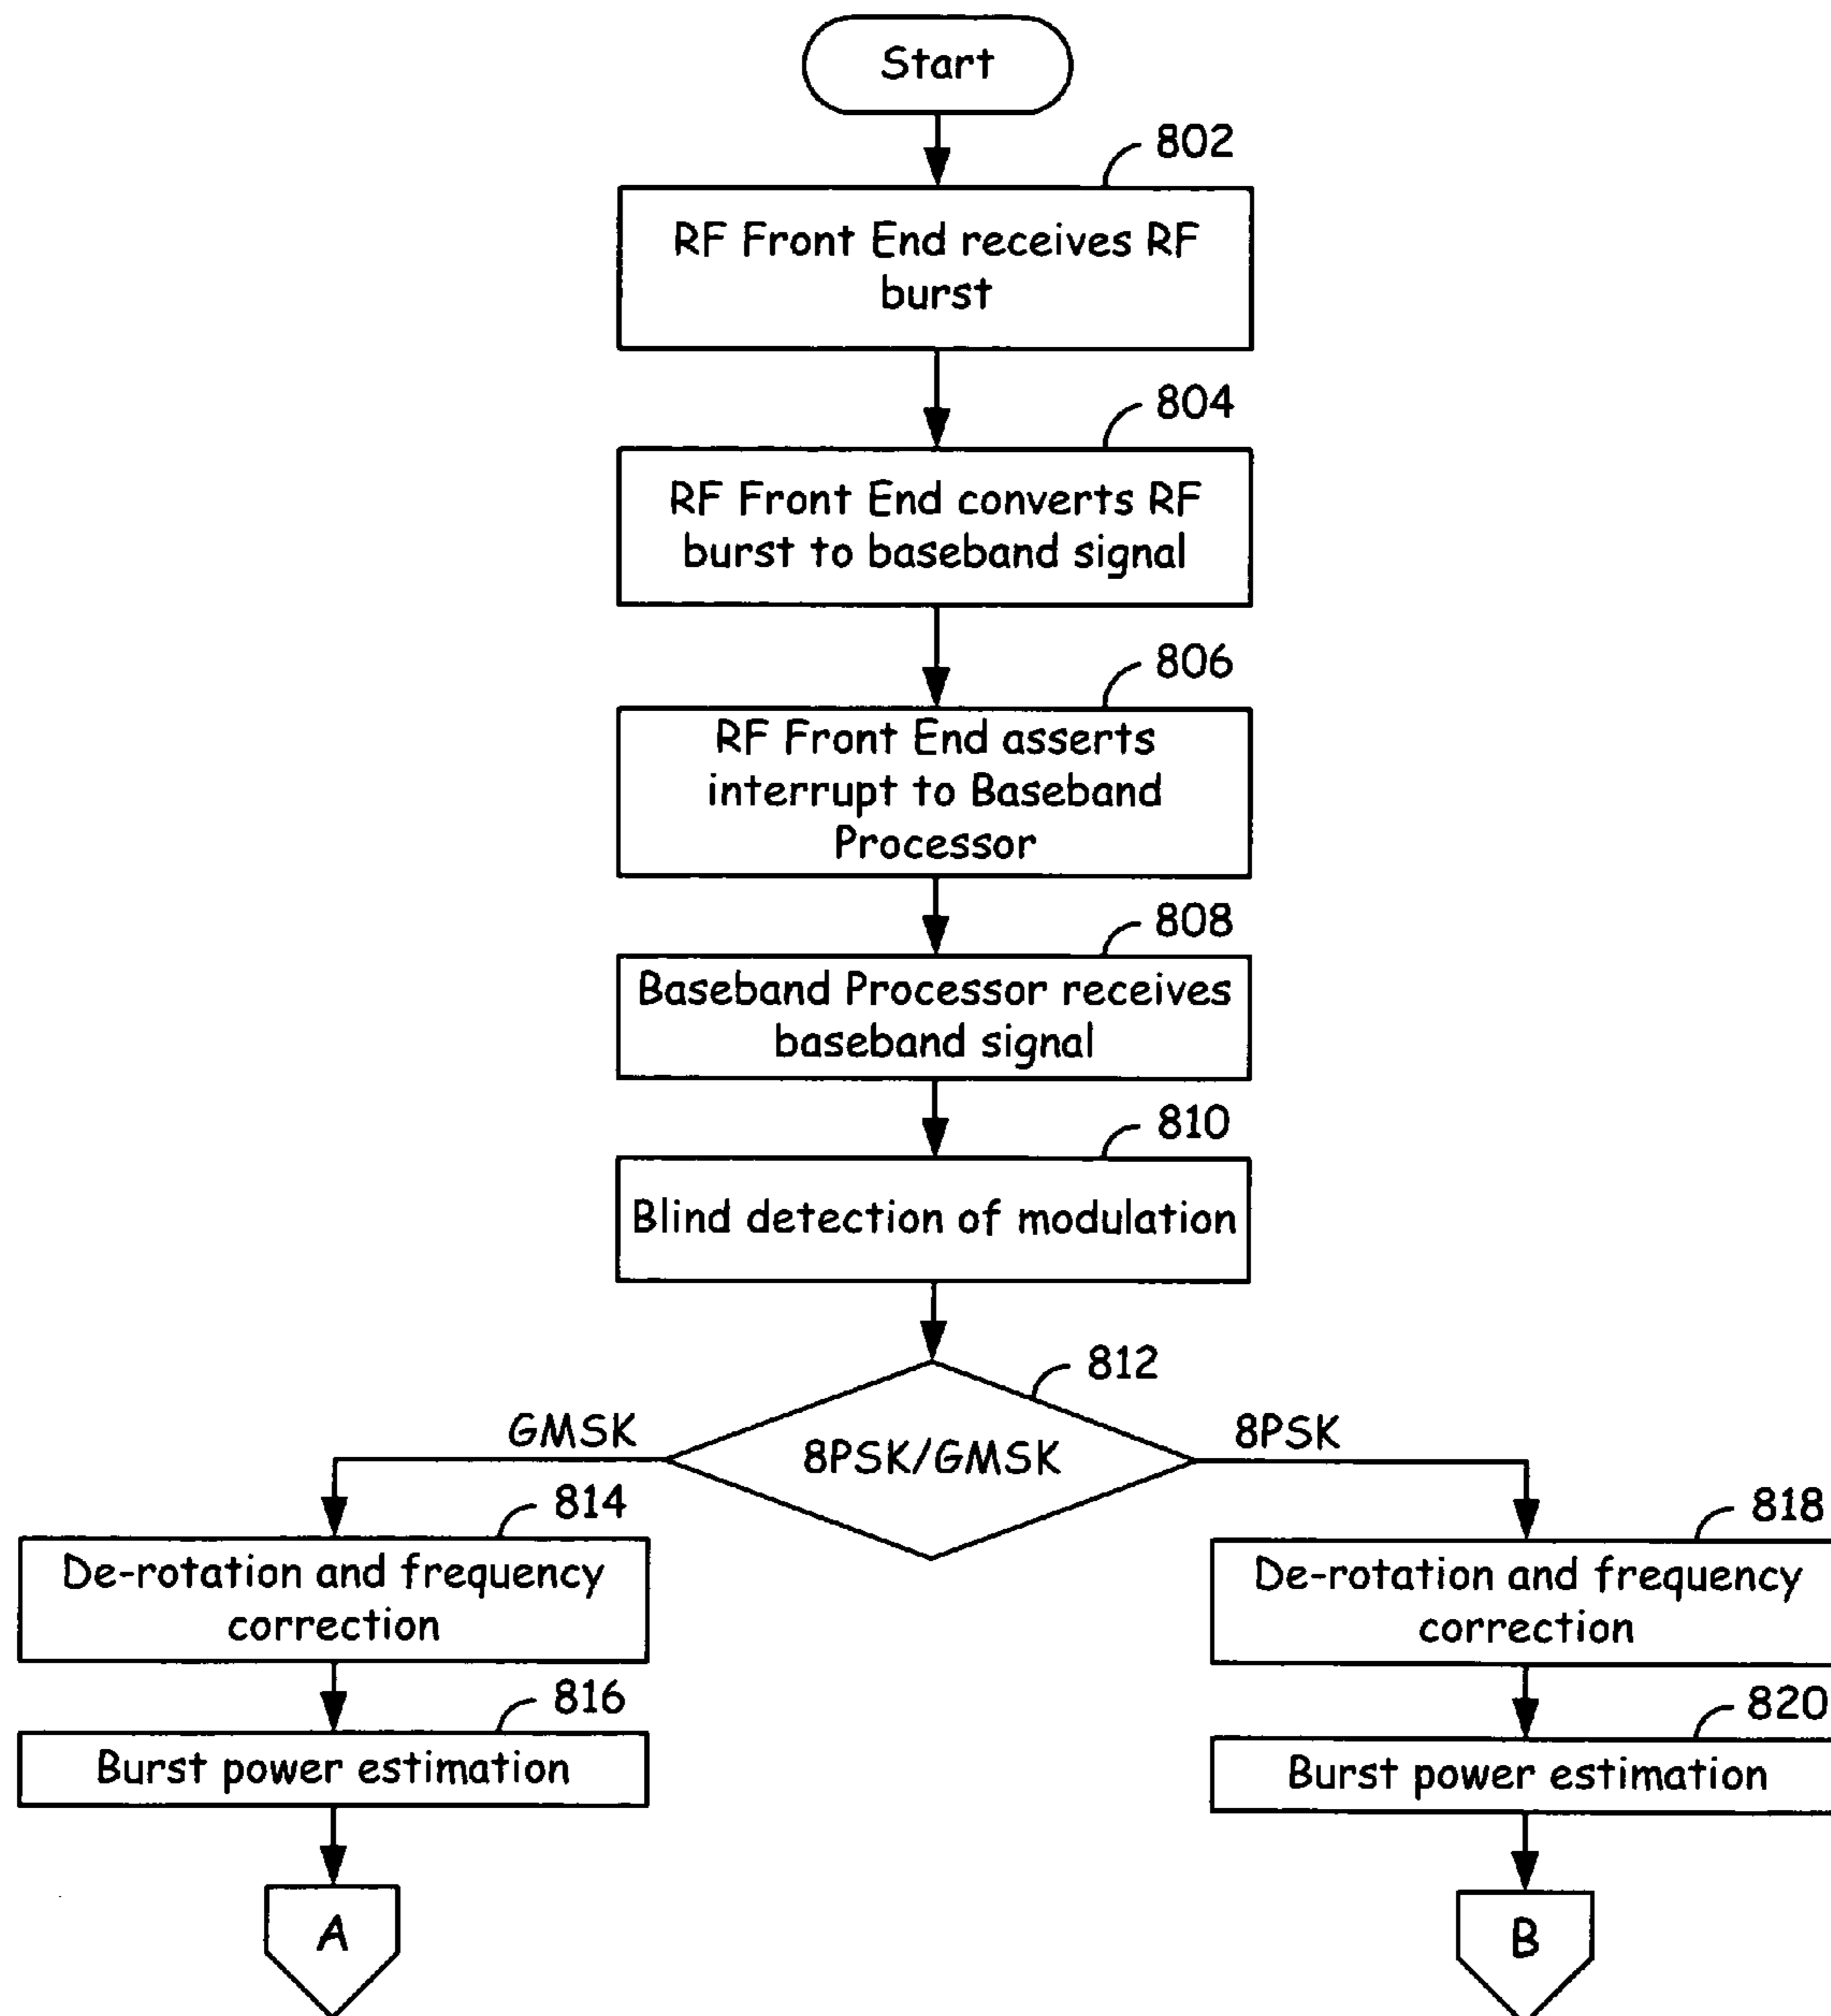 Start
802
RF Front End receives RF
burst
804
RF Front End converts RF
burst to baseband signal
806
RF Front End asserts
interrupt to Baseband
Processor
808
Baseband Processor receives
baseband signal
810
Blind detection of modulation
812
GMSK
8PSK/GMSK
8PSK
814
De-rotation and frequency
correction
816
Burst power estimation
A
818
De-rotation and frequency
correction
820
Burst power estimation
B